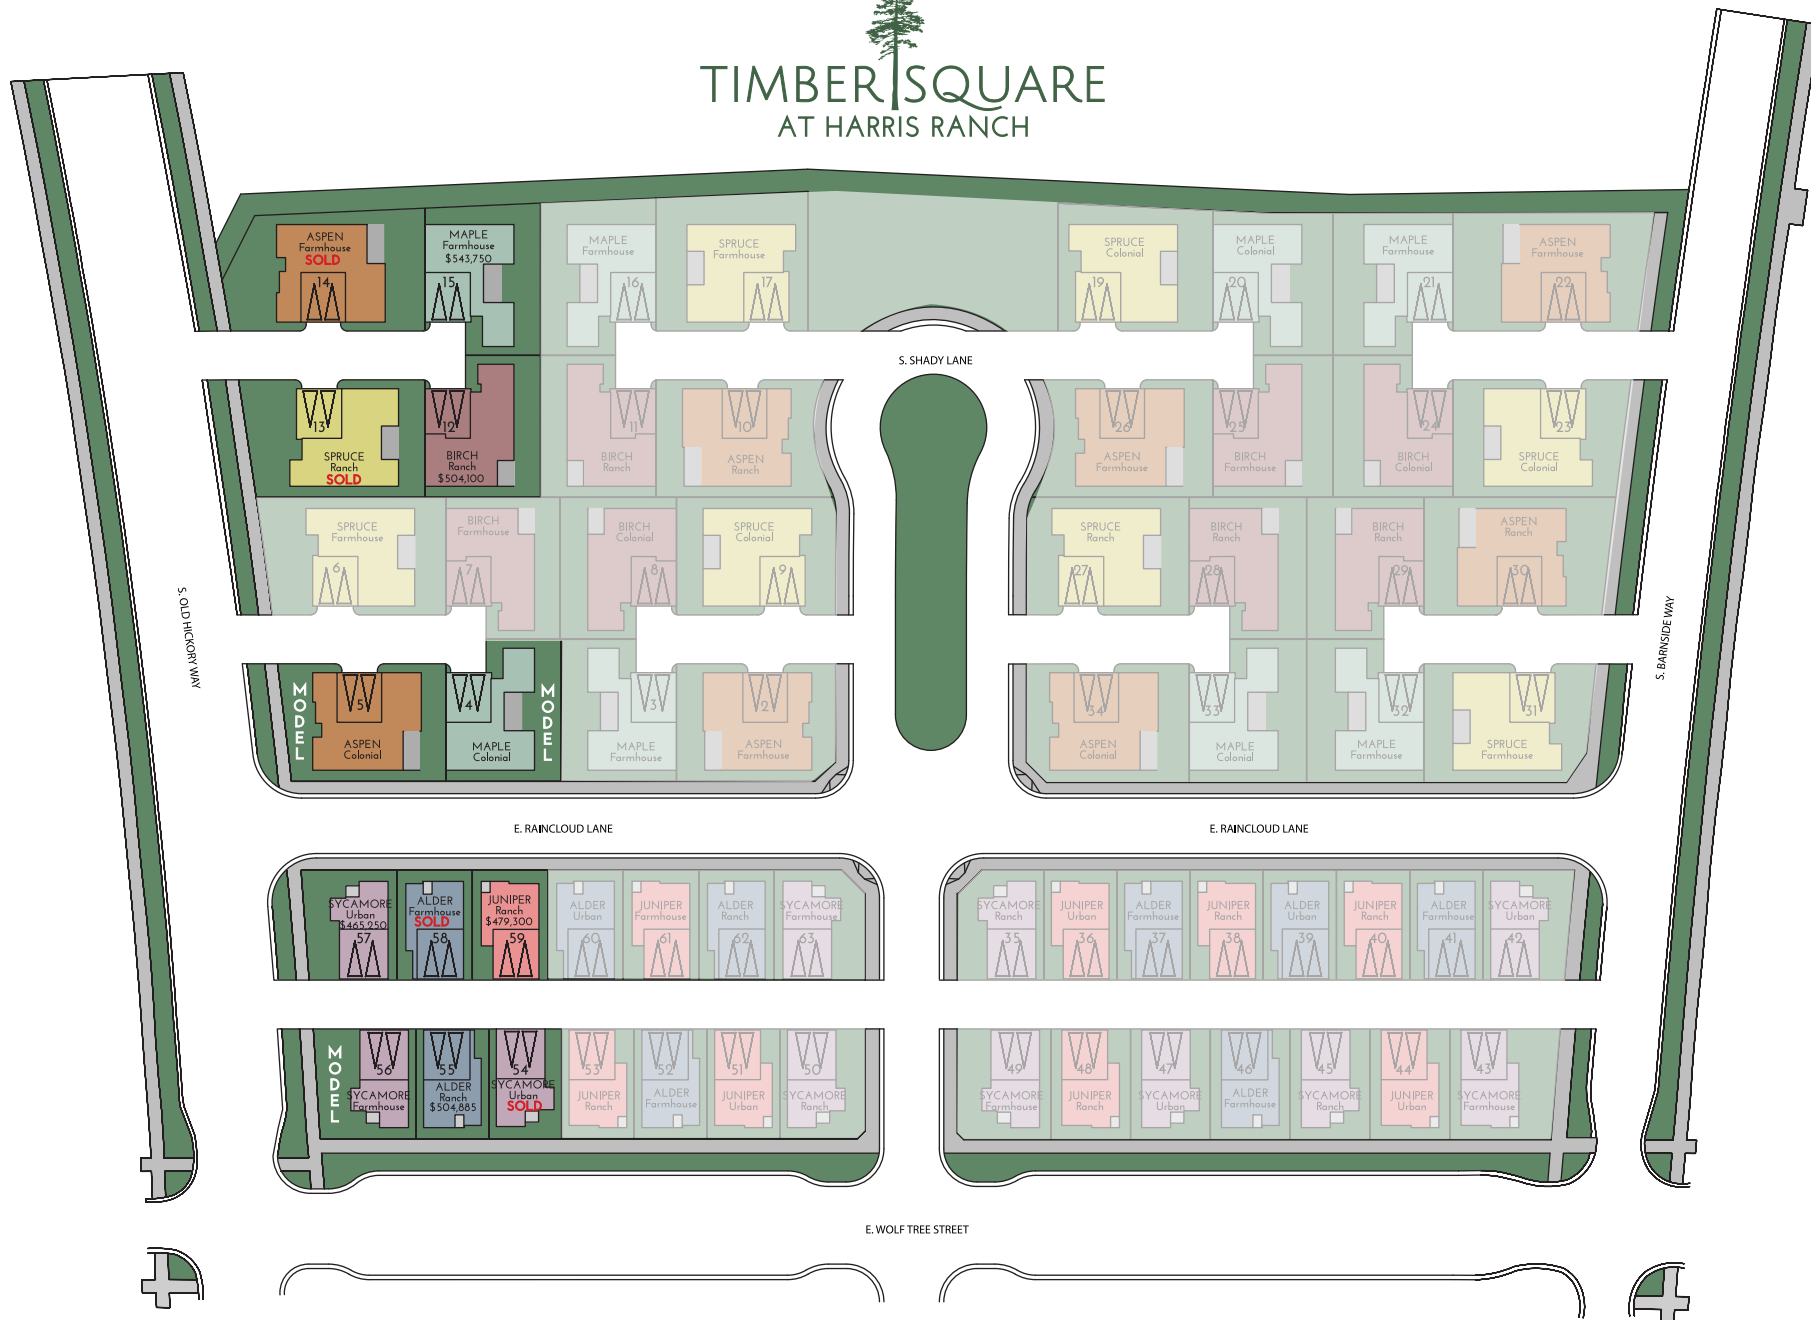 TIMBER SQUARE
AT HARRIS RANCH
ASPEN
Farmhouse
SOLD
14
MAPLE
Farmhouse
$543,750
15
MAPLE
Farmhouse
16
SPRUCE
Farmhouse
17
SPRUCE
Colonial
19
MAPLE
Colonial
20
MAPLE
Farmhouse
21
ASPEN
Farmhouse
22
S. SHADY LANE
13
SPRUCE
Ranch
SOLD
12
BIRCH
Ranch
$504,100
11
BIRCH
Ranch
10
ASPEN
Ranch
26
ASPEN
Farmhouse
25
BIRCH
Farmhouse
24
BIRCH
Colonial
23
SPRUCE
Colonial
SPRUCE
Farmhouse
6
BIRCH
Farmhouse
7
BIRCH
Colonial
8
SPRUCE
Colonial
9
SPRUCE
Ranch
27
BIRCH
Ranch
28
BIRCH
Ranch
29
ASPEN
Ranch
30
S. OLD HICKORY WAY
S. BARNSIDE WAY
MODEL
5
ASPEN
Colonial
4
MAPLE
Colonial
MODEL
3
MAPLE
Farmhouse
2
ASPEN
Farmhouse
34
ASPEN
Colonial
33
MAPLE
Colonial
32
MAPLE
Farmhouse
31
SPRUCE
Farmhouse
E. RAINCLOUD LANE
E. RAINCLOUD LANE
SYCAMORE
Urban
$465,250
57
ALDER
Farmhouse
SOLD
58
JUNIPER
Ranch
$479,300
59
ALDER
Urban
60
JUNIPER
Farmhouse
61
ALDER
Ranch
62
SYCAMORE
Farmhouse
63
SYCAMORE
Ranch
35
JUNIPER
Urban
36
ALDER
Farmhouse
37
JUNIPER
Ranch
38
ALDER
Urban
39
JUNIPER
Ranch
40
ALDER
Farmhouse
41
SYCAMORE
Urban
42
MODEL
56
SYCAMORE
Farmhouse
55
ALDER
Ranch
$504,885
54
SYCAMORE
Urban
SOLD
53
JUNIPER
Ranch
52
ALDER
Farmhouse
51
JUNIPER
Urban
50
SYCAMORE
Ranch
49
SYCAMORE
Farmhouse
48
JUNIPER
Ranch
47
SYCAMORE
Urban
46
ALDER
Farmhouse
45
SYCAMORE
Ranch
44
JUNIPER
Urban
43
SYCAMORE
Farmhouse
E. WOLF TREE STREET